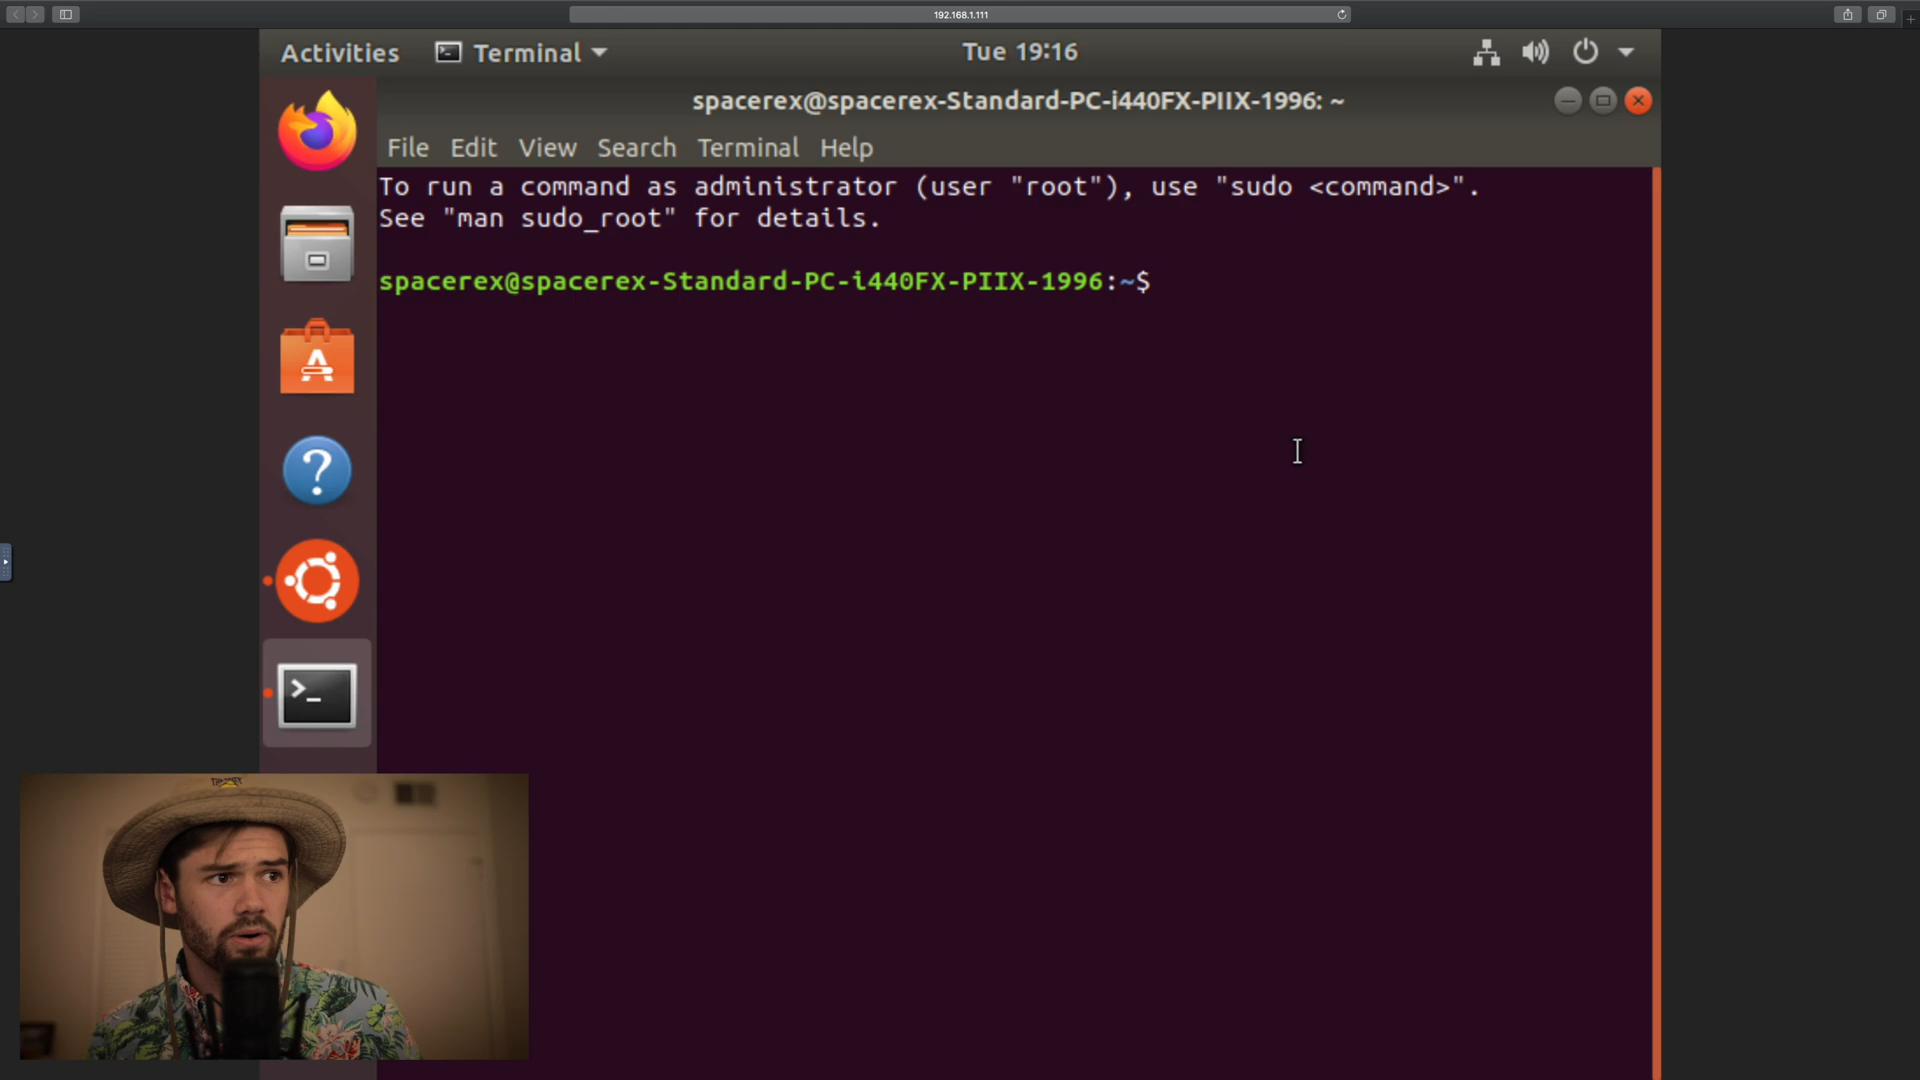 192.168.1.111
Activities Terminal Tue 19:16
spacerex@spacerex-Standard-PC-i440FX-PIIX-1996: ~
File Edit View Search Terminal Help
To run a command as administrator (user "root"), use "sudo <command>".
See "man sudo_root" for details.
spacerex@spacerex-Standard-PC-i440FX-PIIX-1996:~$